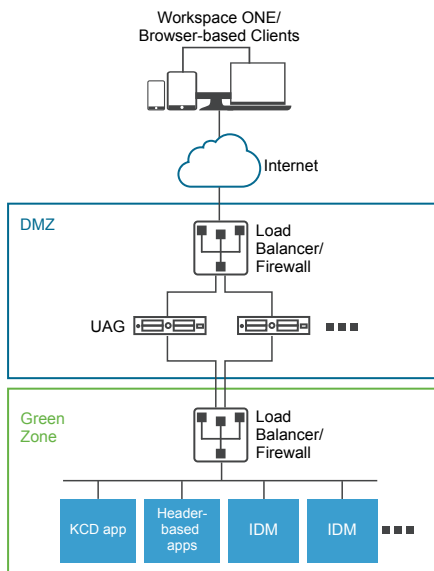 Workspace ONE/
Browser-based Clients
Internet
DMZ
Load
Balancer/
Firewall
UAG
Green
Zone
Load
Balancer/
Firewall
KCD app
Header-
based
apps
IDM
IDM